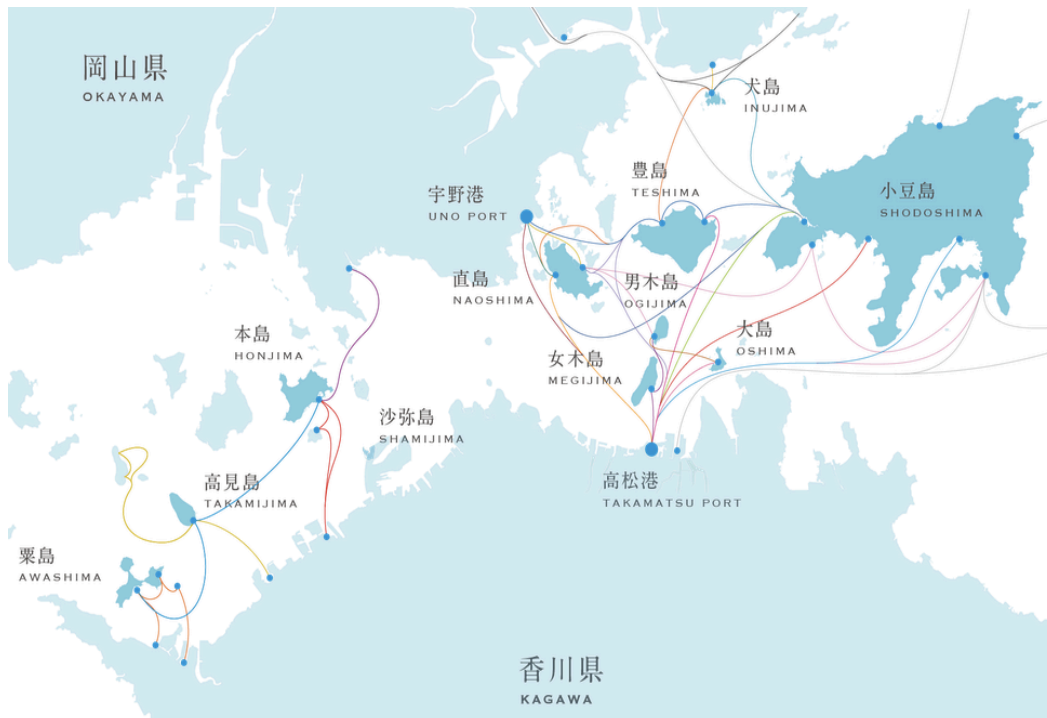 岡山県
OKAYAMA
犬島
INUJIMA
豊島
TESHIMA
小豆島
SHODOSHIMA
宇野港
UNO PORT
直島
NAOSHIMA
男木島
OGIJIMA
本島
HONJIMA
女木島
MEGIJIMA
大島
OSHIMA
沙弥島
SHAMIJIMA
高見島
TAKAMIJIMA
高松港
TAKAMATSU PORT
粟島
AWASHIMA
香川県
KAGAWA